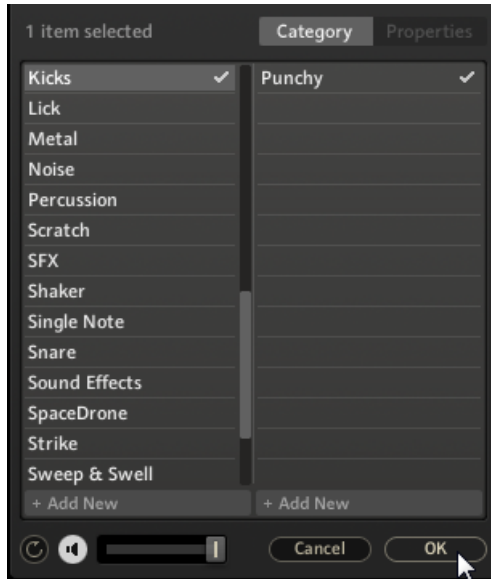 1 item selected Category Properties
Kicks Punchy
Lick
Metal
Noise
Percussion
Scratch
SFX
Shaker
Single Note
Snare
Sound Effects
SpaceDrone
Strike
Sweep & Swell
+ Add New + Add New
Cancel OK